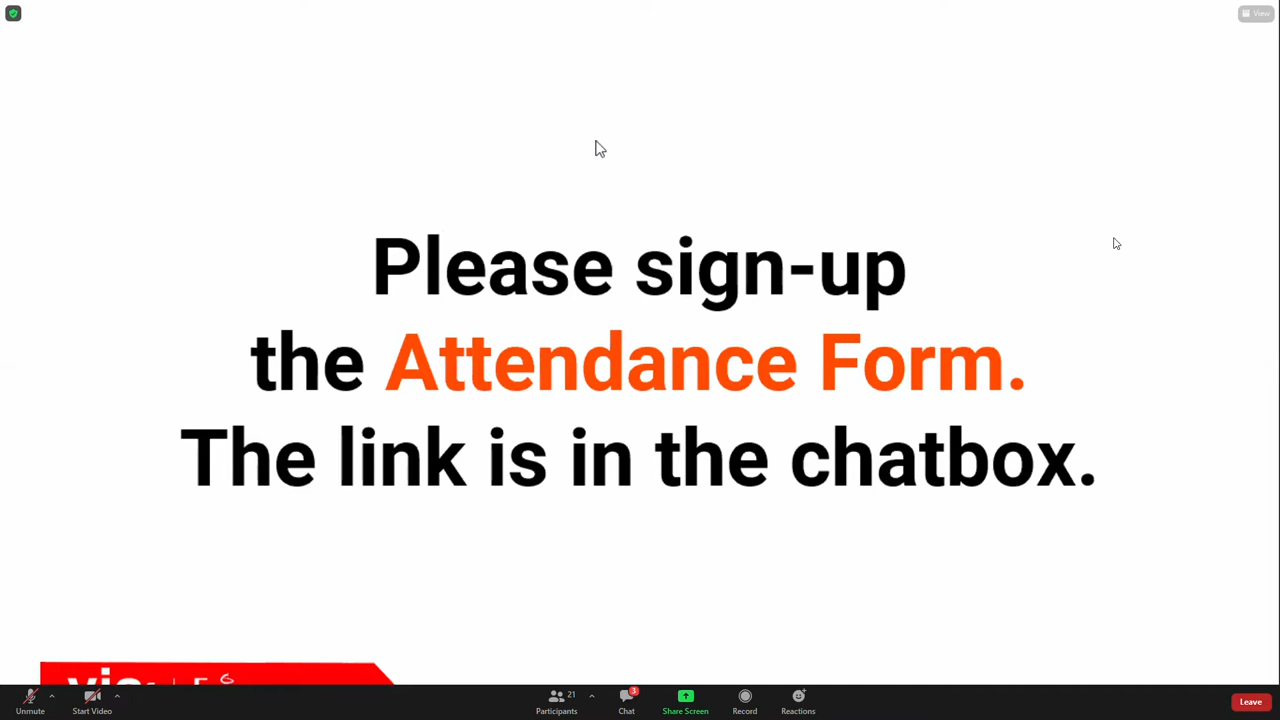 View
Please sign-up
the Attendance Form.
The link is in the chatbox.
Unmute
Start Video
Participants
21
Chat
3
Share Screen
Record
Reactions
Leave